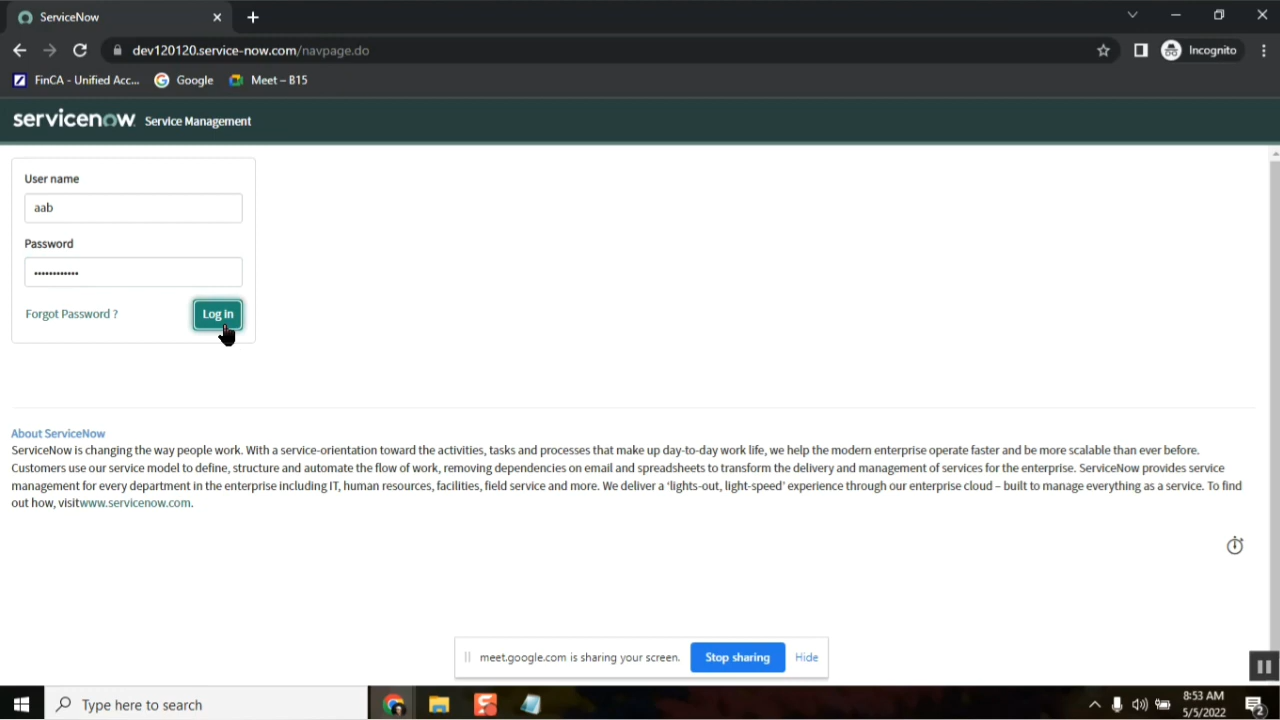 ServiceNow
dev120120.service-now.com/navpage.do
Incognito
FinCA - Unified Acc...
Google
Meet – B15
servicenow. Service Management
User name
aab
Password
••••••••••••
Forgot Password ?
Log in
About ServiceNow
ServiceNow is changing the way people work. With a service-orientation toward the activities, tasks and processes that make up day-to-day work life, we help the modern enterprise operate faster and be more scalable than ever before.
Customers use our service model to define, structure and automate the flow of work, removing dependencies on email and spreadsheets to transform the delivery and management of services for the enterprise. ServiceNow provides service
management for every department in the enterprise including IT, human resources, facilities, field service and more. We deliver a 'lights-out, light-speed' experience through our enterprise cloud – built to manage everything as a service. To find
out how, visitwww.servicenow.com.
meet.google.com is sharing your screen.
Stop sharing
Hide
Type here to search
8:53 AM
5/5/2022
2